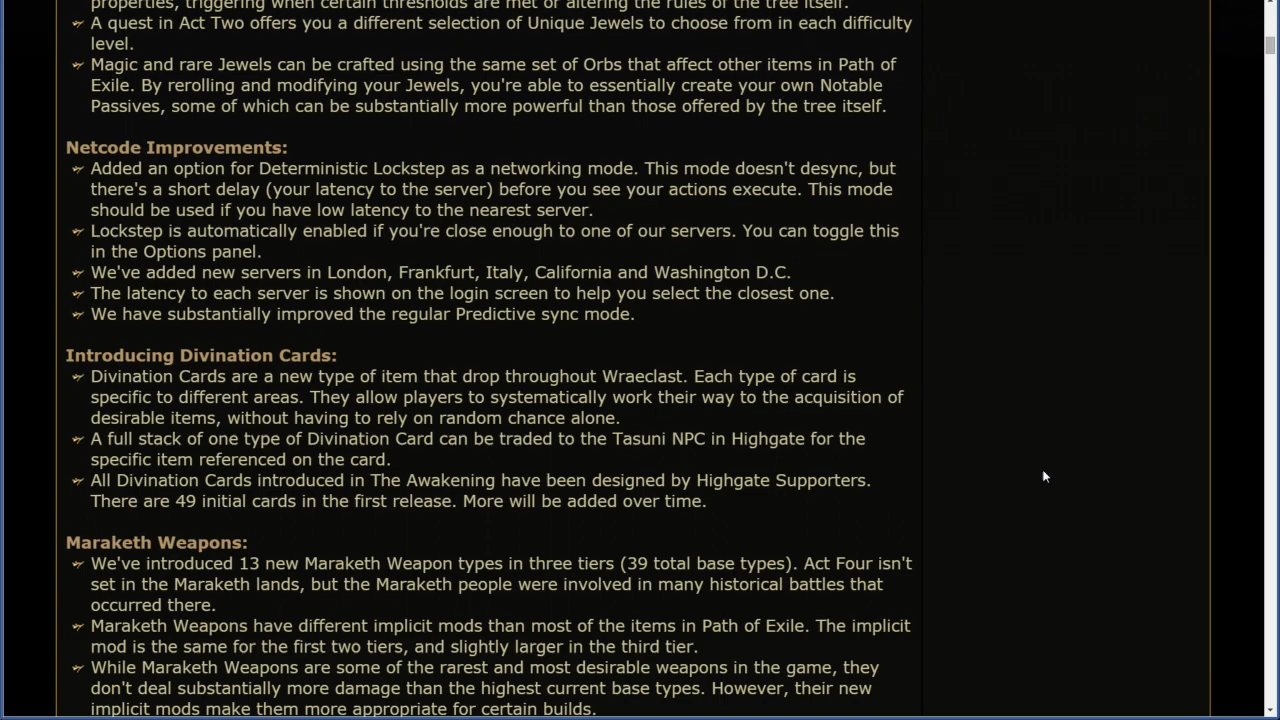 properties, triggering when certain thresholds are met or altering the rules of the tree itself.
A quest in Act Two offers you a different selection of Unique Jewels to choose from in each difficulty
level.
Magic and rare Jewels can be crafted using the same set of Orbs that affect other items in Path of
Exile. By rerolling and modifying your Jewels, you're able to essentially create your own Notable
Passives, some of which can be substantially more powerful than those offered by the tree itself.
Netcode Improvements:
Added an option for Deterministic Lockstep as a networking mode. This mode doesn't desync, but
there's a short delay (your latency to the server) before you see your actions execute. This mode
should be used if you have low latency to the nearest server.
Lockstep is automatically enabled if you're close enough to one of our servers. You can toggle this
in the Options panel.
We've added new servers in London, Frankfurt, Italy, California and Washington D.C.
The latency to each server is shown on the login screen to help you select the closest one.
We have substantially improved the regular Predictive sync mode.
Introducing Divination Cards:
Divination Cards are a new type of item that drop throughout Wraeclast. Each type of card is
specific to different areas. They allow players to systematically work their way to the acquisition of
desirable items, without having to rely on random chance alone.
A full stack of one type of Divination Card can be traded to the Tasuni NPC in Highgate for the
specific item referenced on the card.
All Divination Cards introduced in The Awakening have been designed by Highgate Supporters.
There are 49 initial cards in the first release. More will be added over time.
Maraketh Weapons:
We've introduced 13 new Maraketh Weapon types in three tiers (39 total base types). Act Four isn't
set in the Maraketh lands, but the Maraketh people were involved in many historical battles that
occurred there.
Maraketh Weapons have different implicit mods than most of the items in Path of Exile. The implicit
mod is the same for the first two tiers, and slightly larger in the third tier.
While Maraketh Weapons are some of the rarest and most desirable weapons in the game, they
don't deal substantially more damage than the highest current base types. However, their new
implicit mods make them more appropriate for certain builds.